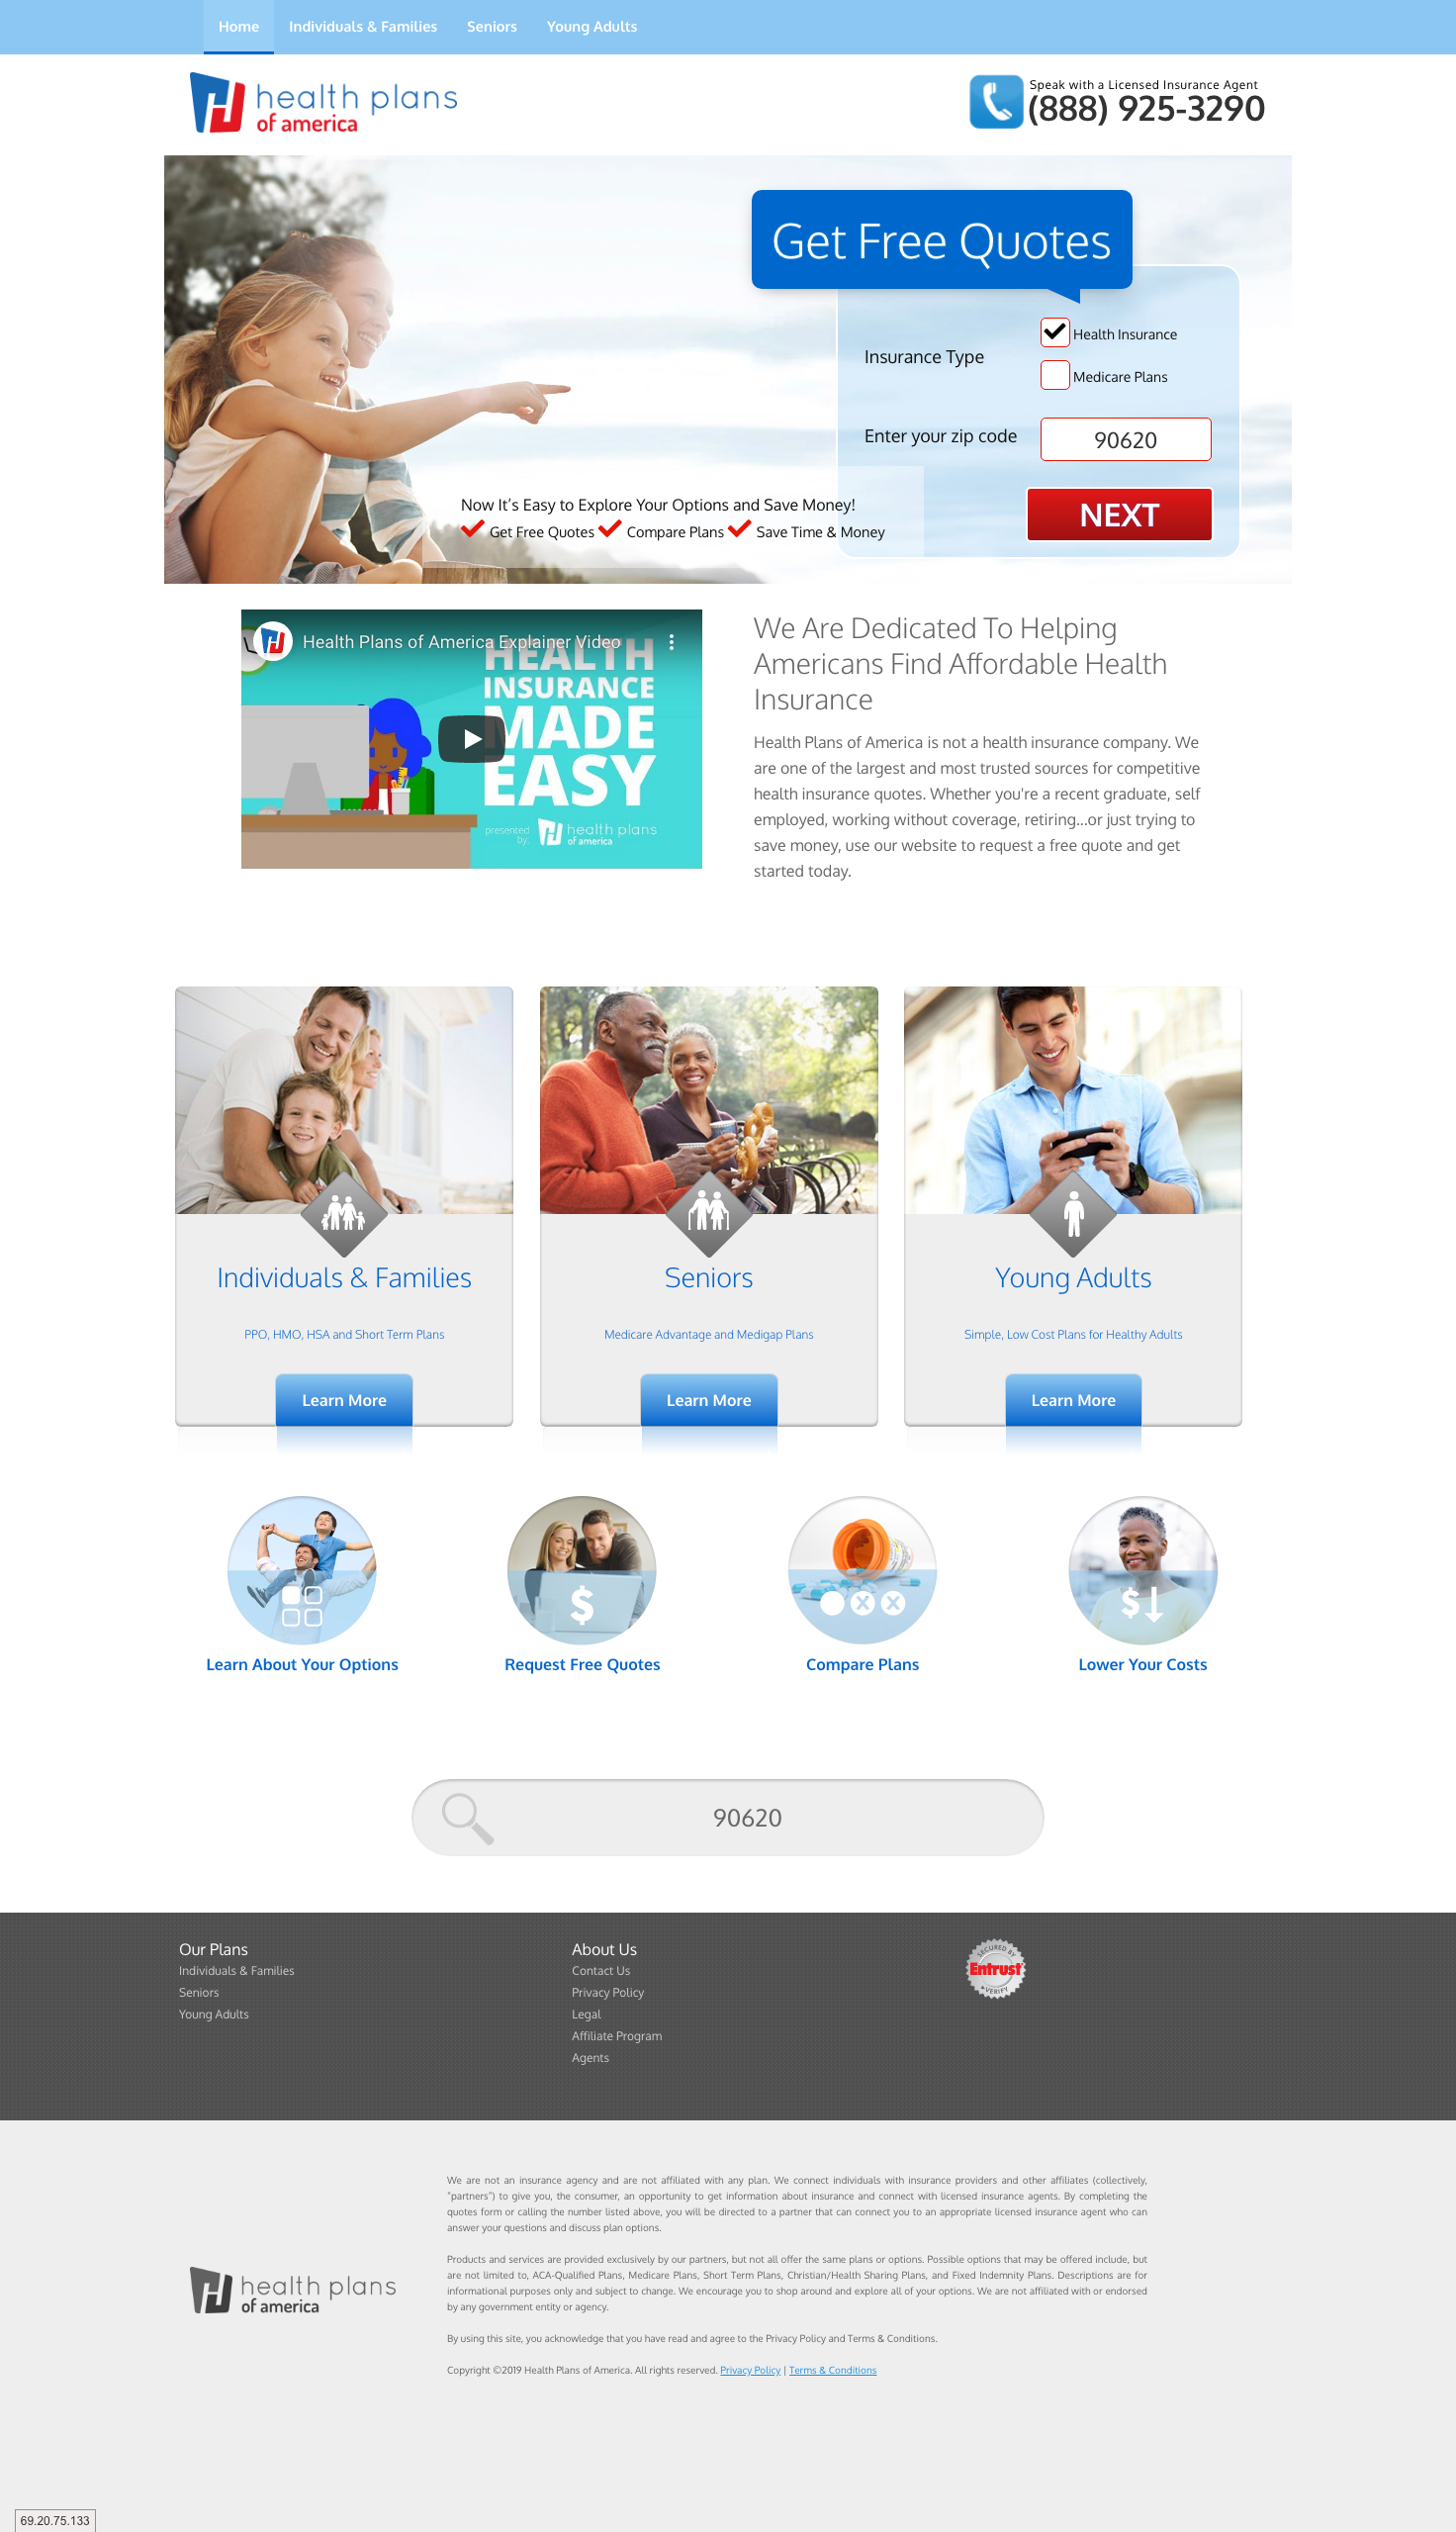 Home Individuals & Families Seniors Young Adults
health plans
of america
Speak with a Licensed Insurance Agent
(888) 925-3290
Get Free Quotes
Insurance Type
Health Insurance
Medicare Plans
Enter your zip code
90620
NEXT
Now It's Easy to Explore Your Options and Save Money!
Get Free Quotes Compare Plans Save Time & Money
Health Plans of America Explainer Video
HEALTH
INSURANCE
MADE
EASY
presented by: health plans of america
We Are Dedicated To Helping
Americans Find Affordable Health
Insurance
Health Plans of America is not a health insurance company. We
are one of the largest and most trusted sources for competitive
health insurance quotes. Whether you're a recent graduate, self
employed, working without coverage, retiring...or just trying to
save money, use our website to request a free quote and get
started today.
Individuals & Families
PPO, HMO, HSA and Short Term Plans
Learn More
Seniors
Medicare Advantage and Medigap Plans
Learn More
Young Adults
Simple, Low Cost Plans for Healthy Adults
Learn More
$
X X
$
Learn About Your Options
Request Free Quotes
Compare Plans
Lower Your Costs
90620
Our Plans
Individuals & Families
Seniors
Young Adults
About Us
Contact Us
Privacy Policy
Legal
Affiliate Program
Agents
SECURED BY
Entrust
VERIFY
We are not an insurance agency and are not affiliated with any plan. We connect individuals with insurance providers and other affiliates (collectively,
"partners") to give you, the consumer, an opportunity to get information about insurance and connect with licensed insurance agents. By completing the
quotes form or calling the number listed above, you will be directed to a partner that can connect you to an appropriate licensed insurance agent who can
answer your questions and discuss plan options.
Products and services are provided exclusively by our partners, but not all offer the same plans or options. Possible options that may be offered include, but
are not limited to, ACA-Qualified Plans, Medicare Plans, Short Term Plans, Christian/Health Sharing Plans, and Fixed Indemnity Plans. Descriptions are for
informational purposes only and subject to change. We encourage you to shop around and explore all of your options. We are not affiliated with or endorsed
by any government entity or agency.
By using this site, you acknowledge that you have read and agree to the Privacy Policy and Terms & Conditions.
Copyright ©2019 Health Plans of America. All rights reserved. Privacy Policy | Terms & Conditions
health plans
of america
69.20.75.133